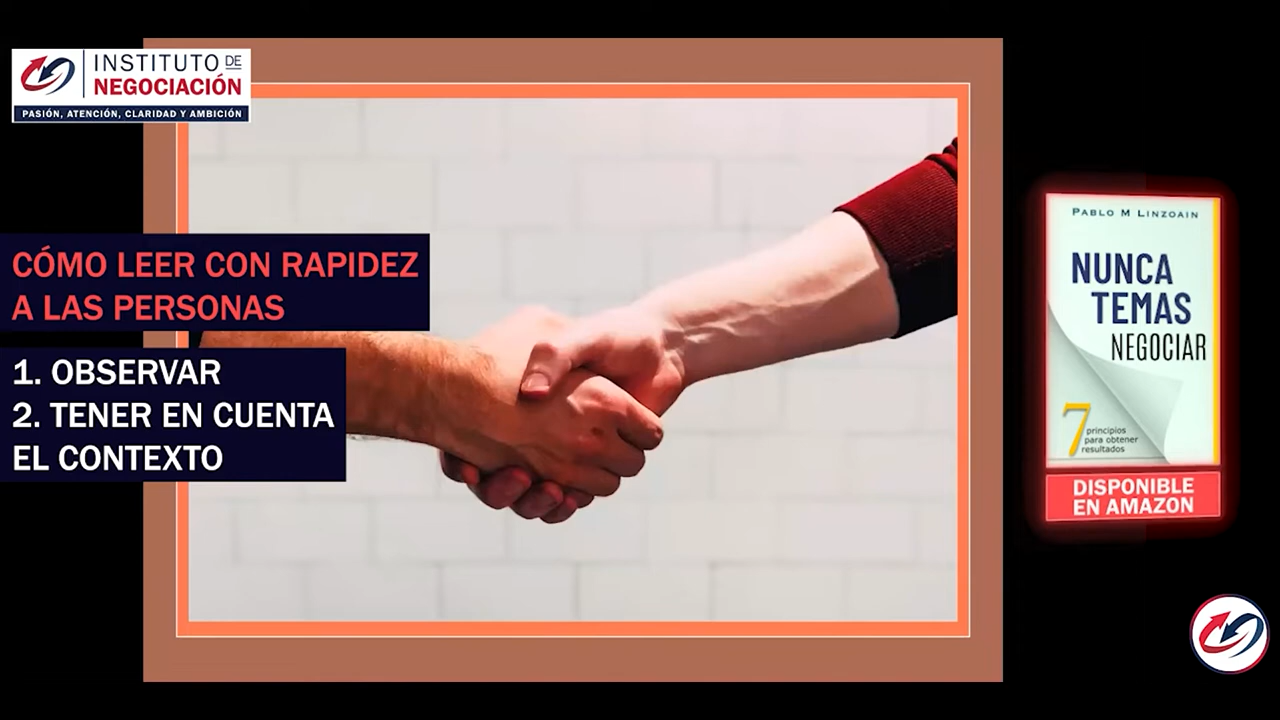 INSTITUTO DE
NEGOCIACIÓN
PASIÓN, ATENCIÓN, CLARIDAD Y AMBICIÓN
CÓMO LEER CON RAPIDEZ
A LAS PERSONAS
1. OBSERVAR
2. TENER EN CUENTA
EL CONTEXTO
PABLO M LINZOAIN
NUNCA
TEMAS
NEGOCIAR
7 principios
para obtener
resultados
DISPONIBLE
EN AMAZON